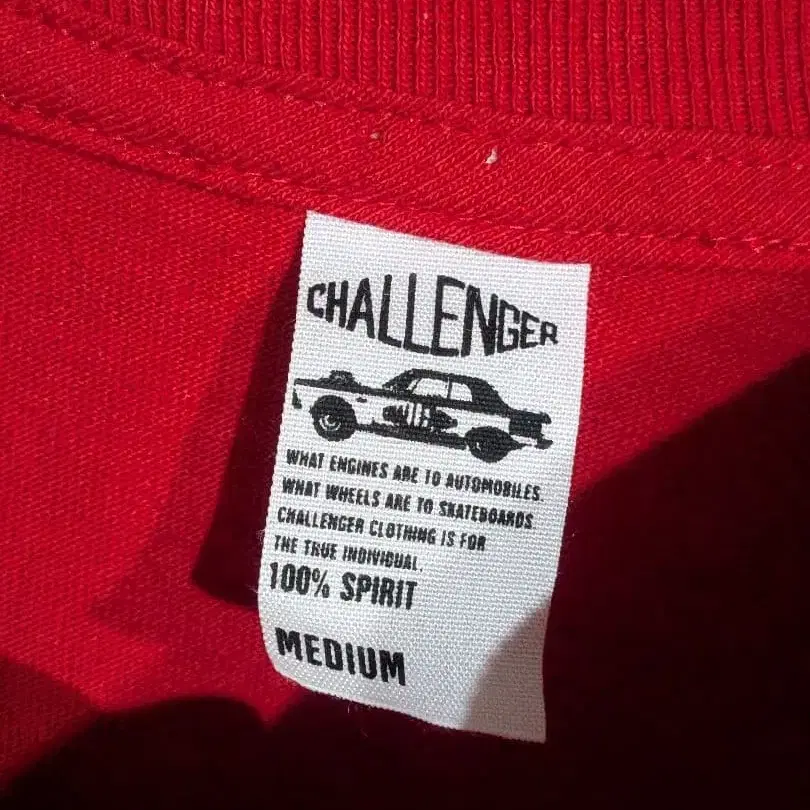 CHALLENGER
WHAT ENGINES ARE TO AUTOMOBILES.
WHAT WHEELS ARE TO SKATEBOARDS.
CHALLENGER CLOTHING IS FOR
THE TRUE INDIVIDUAL.
100% SPIRIT
MEDIUM